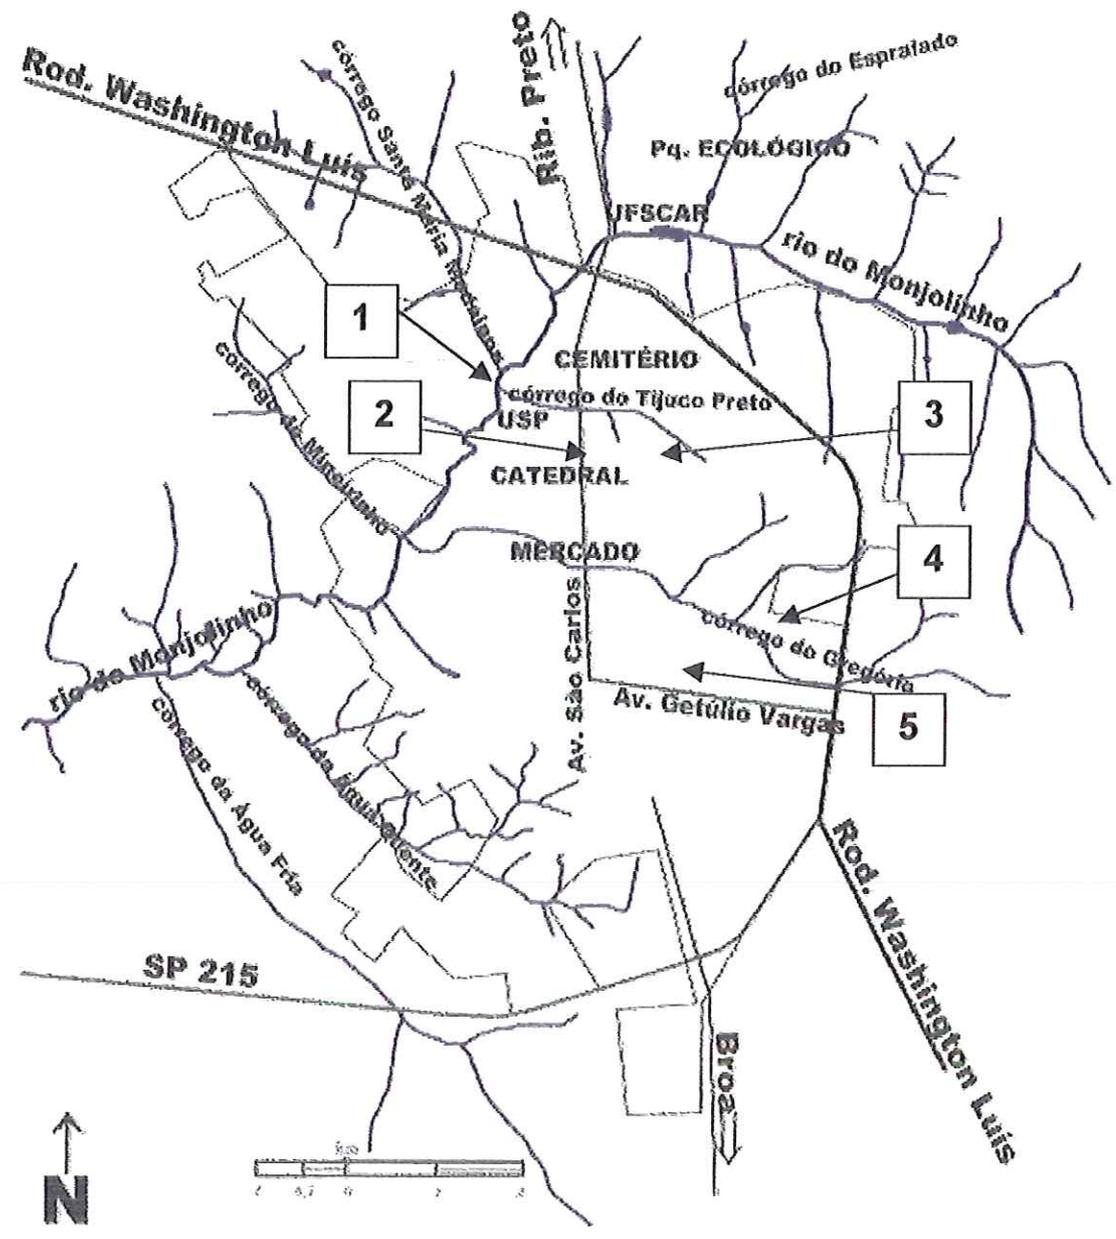 Rod. Washington Luís
córrego Santa Maria Madalena
Rib. Preto
córrego do Espraiado
Pq. ECOLÓGICO
UFSCAR
rio do Monjolinho
1
CEMITÉRIO
córrego do Tijuco Preto
USP
2
3
CATEDRAL
córrego do Mineirinho
MERCADO
4
córrego do Gregório
rio do Monjolinho
Av. São Carlos
Av. Getúlio Vargas
5
córrego da Água Quente
córrego da Água Fria
Rod. Washington Luís
SP 215
Broa
N
km